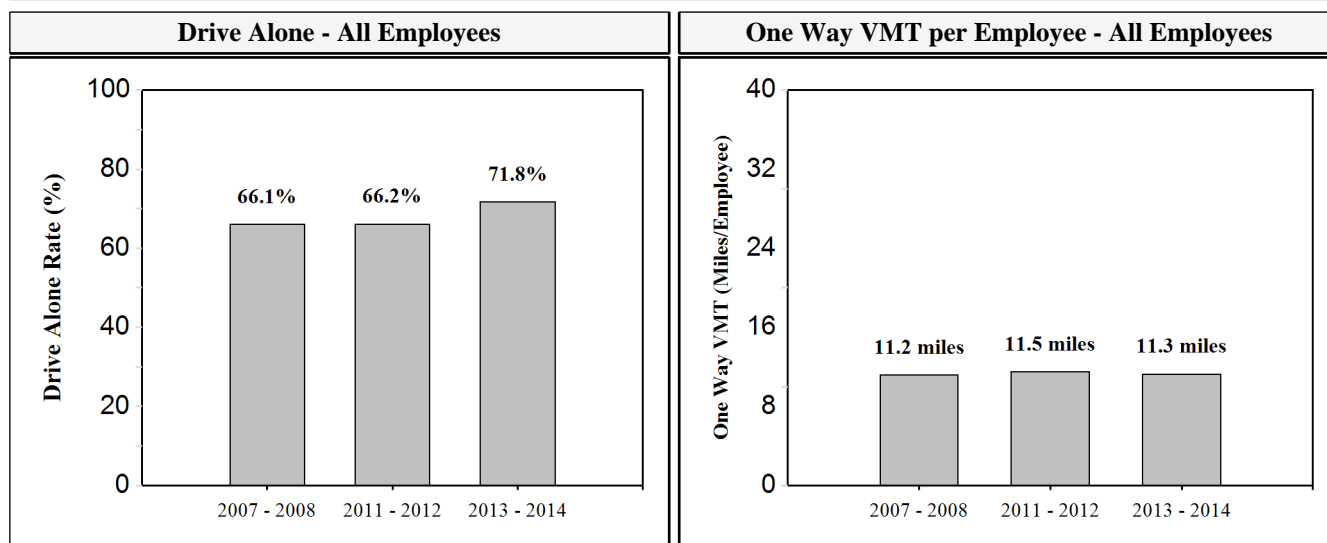 Drive Alone - All Employees
One Way VMT per Employee - All Employees
Drive Alone Rate (%)
100
80
60
40
20
0
66.1%
66.2%
71.8%
2007 - 2008
2011 - 2012
2013 - 2014
One Way VMT (Miles/Employee)
40
32
24
16
8
0
11.2 miles
11.5 miles
11.3 miles
2007 - 2008
2011 - 2012
2013 - 2014